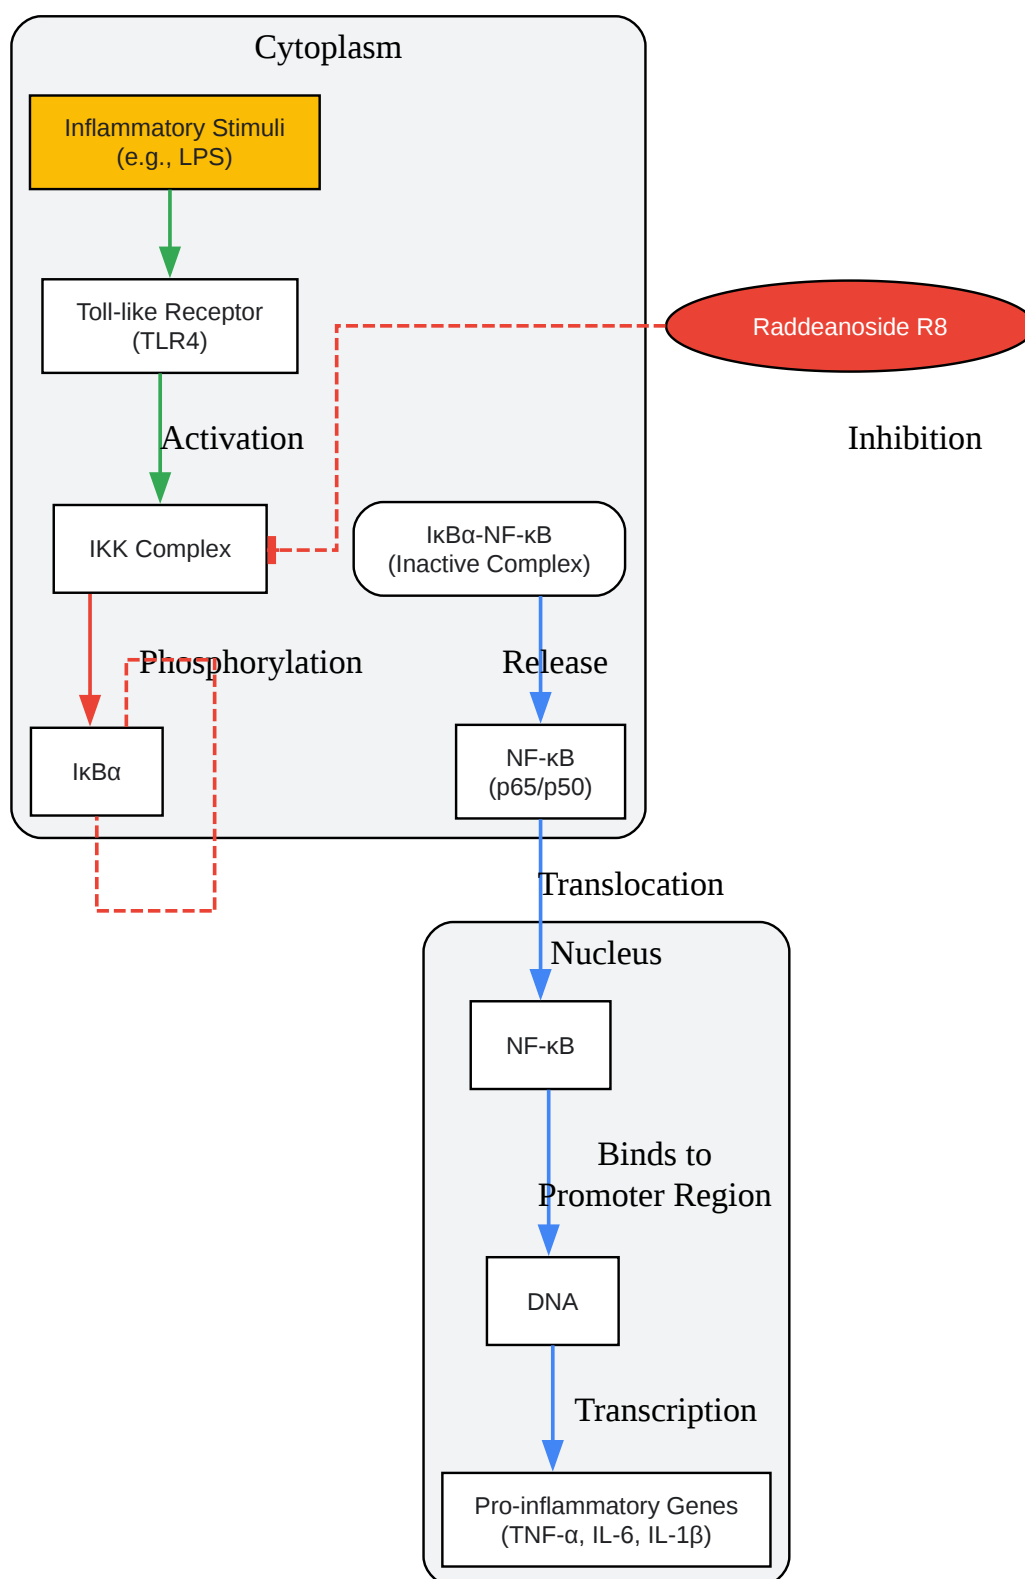 Cytoplasm
Inflammatory Stimuli
(e.g., LPS)
Toll-like Receptor
(TLR4)
Raddeanoside R8
Activation
Inhibition
IKK Complex
IκBα-NF-κB
(Inactive Complex)
Phosphorylation
Release
IκBα
NF-κB
(p65/p50)
Translocation
Nucleus
NF-κB
Binds to
Promoter Region
DNA
Transcription
Pro-inflammatory Genes
(TNF-α, IL-6, IL-1β)